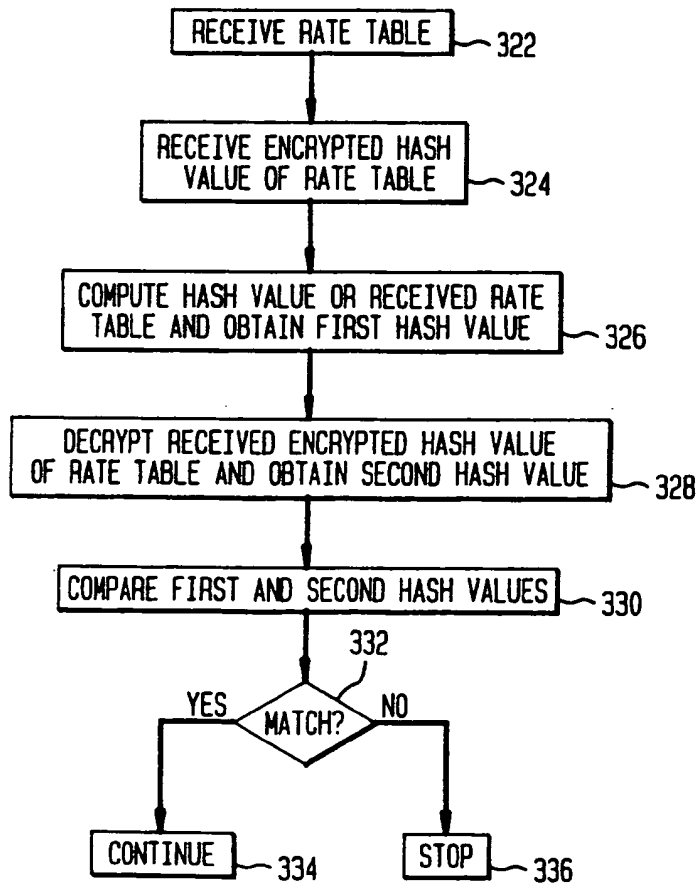 RECEIVE RATE TABLE
322
RECEIVE ENCRYPTED HASH
VALUE OF RATE TABLE
324
COMPUTE HASH VALUE OR RECEIVED RATE
TABLE AND OBTAIN FIRST HASH VALUE
326
DECRYPT RECEIVED ENCRYPTED HASH VALUE
OF RATE TABLE AND OBTAIN SECOND HASH VALUE
328
COMPARE FIRST AND SECOND HASH VALUES
330
332
YES
MATCH?
NO
CONTINUE
334
STOP
336